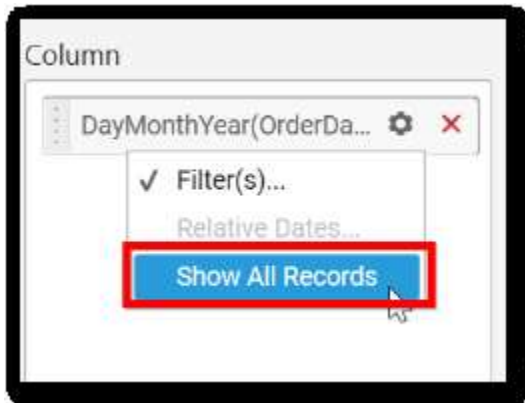 Column
DayMonthYear(OrderDa...
Filter(s)...
Relative Dates...
Show All Records